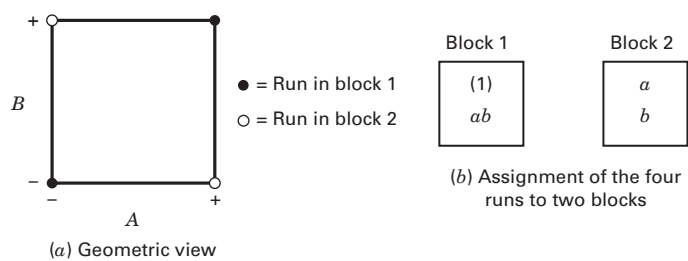 +
B
−
−
+
A
● = Run in block 1
○ = Run in block 2
(a) Geometric view
Block 1
(1)
ab
Block 2
a
b
(b) Assignment of the four
runs to two blocks